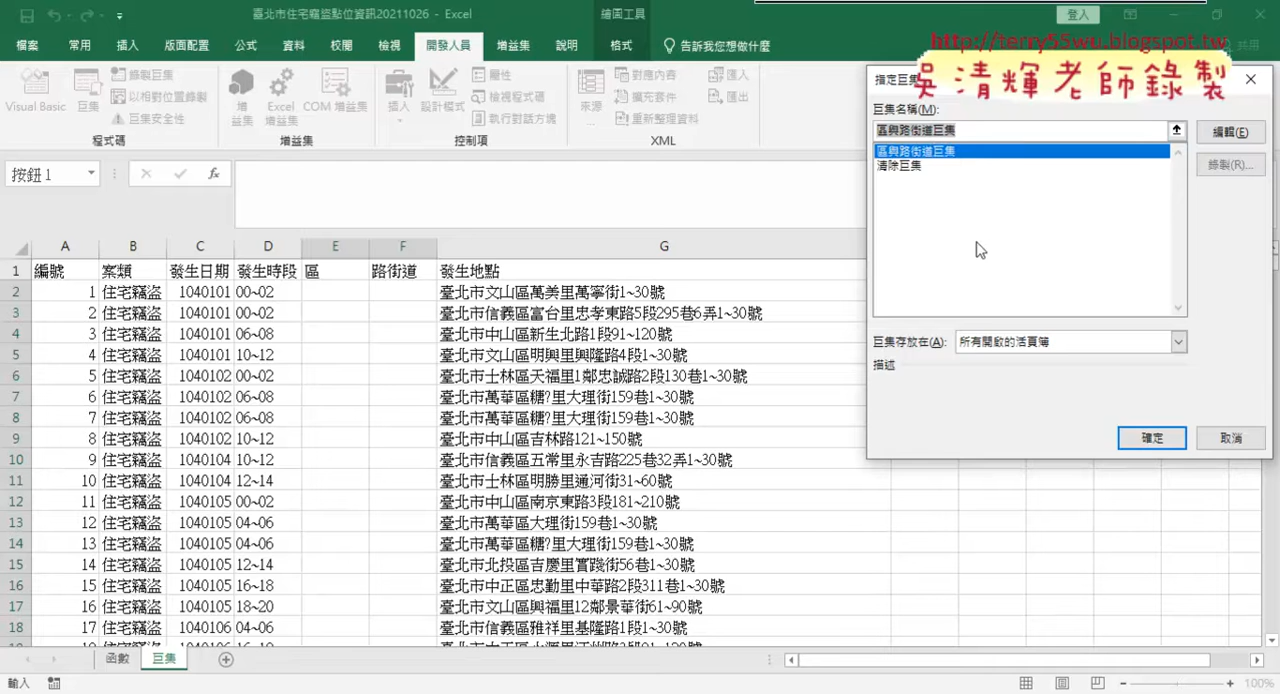 臺北市住宅竊盜點位資訊20211026 - Excel
繪圖工具
登入
檔案 常用 插入 版面配置 公式 資料 校閱 檢視 開發人員 增益集 說明 格式 告訴我您想做什麼 共用
http://terry55wu.blogspot.tw
吳清輝老師錄製
Visual Basic 巨集 錄製巨集 以相對位置錄製 巨集安全性
程式碼
增益集 Excel 增益集 COM 增益集
增益集
插入 設計模式 屬性 檢視程式碼 執行對話方塊
控制項
來源 對應內容 擴充套件 重新整理資料 匯入 匯出
XML
指定巨集
巨集名稱(M):
區與路街道巨集
編輯(E)
區與路街道巨集
錄製(R)...
清除巨集
巨集存放在(A): 所有開啟的活頁簿
描述
確定 取消
按鈕 1
fx
A B C D E F G
1 編號 案類 發生日期 發生時段 區 路街道 發生地點
2 1 住宅竊盜 1040101 00~02 臺北市文山區萬美里萬寧街1~30號
3 2 住宅竊盜 1040101 00~02 臺北市信義區富台里忠孝東路5段295巷6弄1~30號
4 3 住宅竊盜 1040101 06~08 臺北市中山區新生北路1段91~120號
5 4 住宅竊盜 1040101 10~12 臺北市文山區明興里興隆路4段1~30號
6 5 住宅竊盜 1040102 00~02 臺北市士林區天福里1鄰忠誠路2段130巷1~30號
7 6 住宅竊盜 1040102 06~08 臺北市萬華區糖?里大理街159巷1~30號
8 7 住宅竊盜 1040102 06~08 臺北市萬華區糖?里大理街159巷1~30號
9 8 住宅竊盜 1040102 10~12 臺北市中山區吉林路121~150號
10 9 住宅竊盜 1040104 10~12 臺北市信義區五常里永吉路225巷32弄1~30號
11 10 住宅竊盜 1040104 12~14 臺北市士林區明勝里通河街31~60號
12 11 住宅竊盜 1040105 00~02 臺北市中山區南京東路3段181~210號
13 12 住宅竊盜 1040105 04~06 臺北市萬華區大理街159巷1~30號
14 13 住宅竊盜 1040105 04~06 臺北市萬華區糖?里大理街159巷1~30號
15 14 住宅竊盜 1040105 12~14 臺北市北投區吉慶里實踐街56巷1~30號
16 15 住宅竊盜 1040105 16~18 臺北市中正區忠勤里中華路2段311巷1~30號
17 16 住宅竊盜 1040105 18~20 臺北市文山區興福里12鄰景華街61~90號
18 17 住宅竊盜 1040106 04~06 臺北市信義區雅祥里基隆路1段1~30號
函數 巨集
輸入
100%